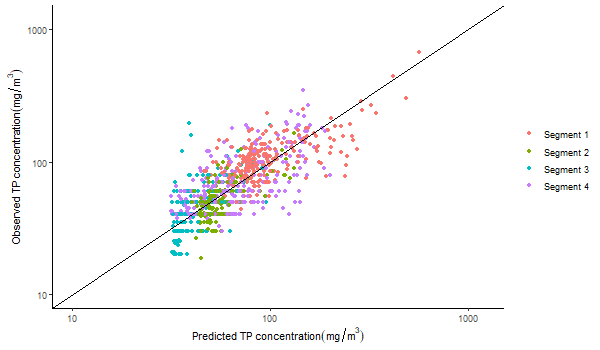 1000
100
10
Observed TP concentration(mg/m³)
10
100
1000
Predicted TP concentration(mg/m³)
Segment 1
Segment 2
Segment 3
Segment 4